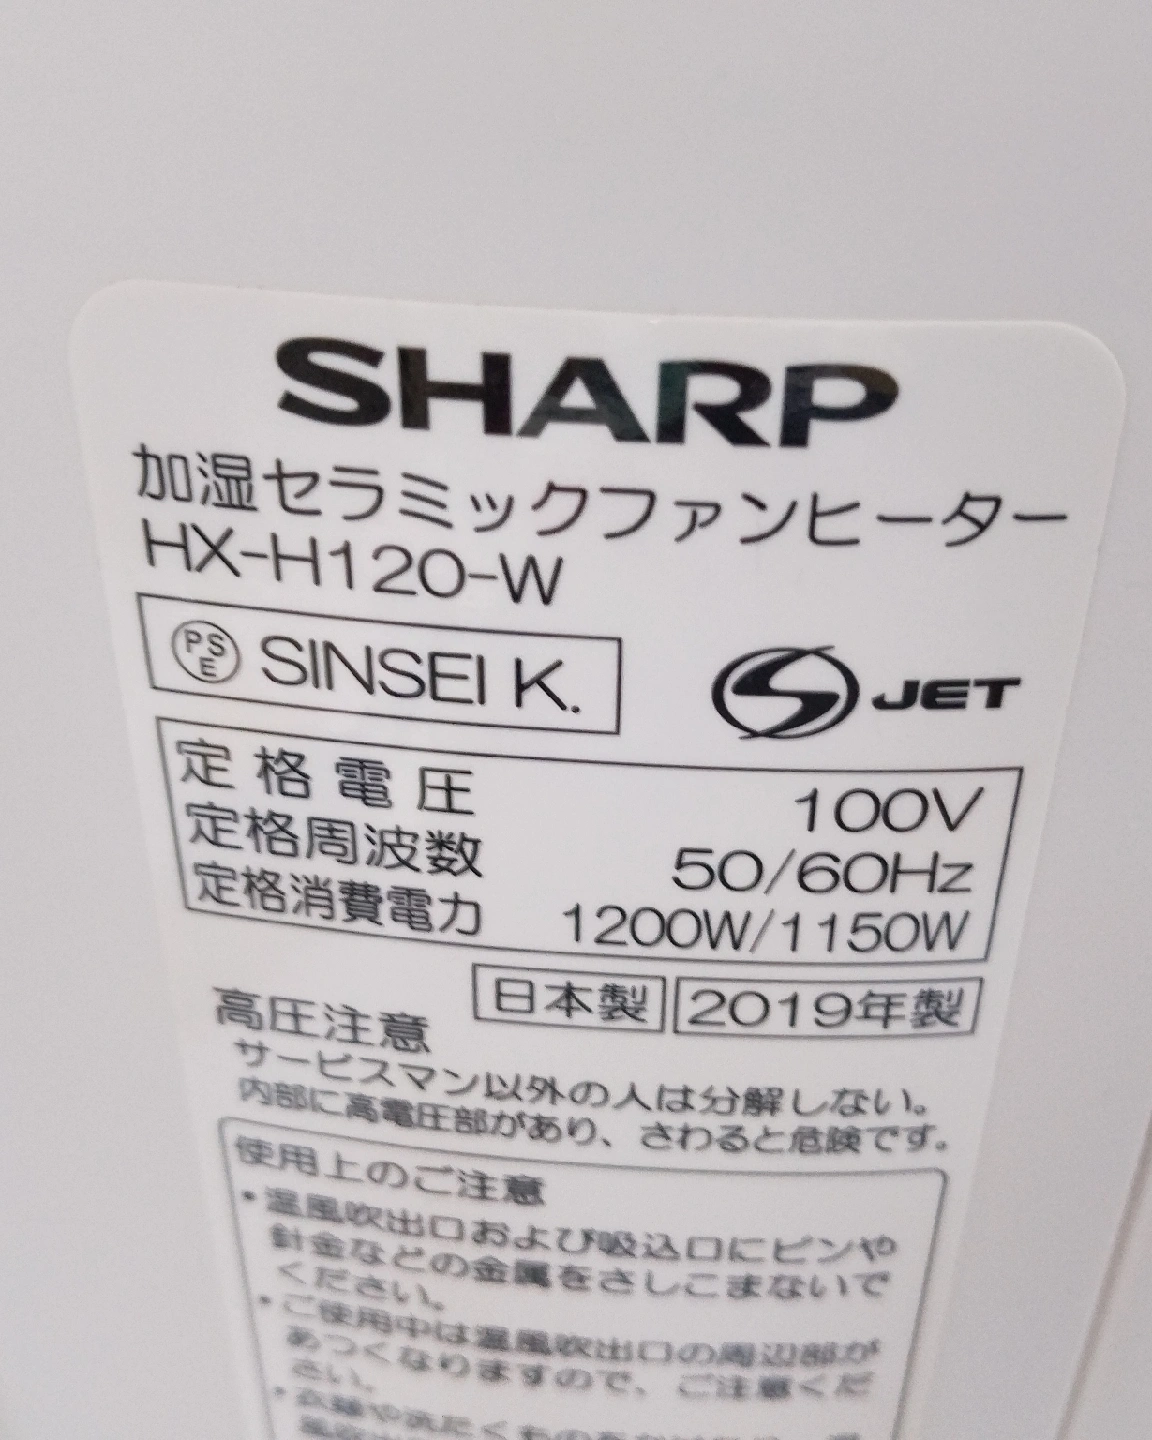 SHARP
加湿セラミックファンヒーター
HX-H120-W
PSE SINSEI K.
S JET
定格電圧 100V
定格周波数 50/60Hz
定格消費電力 1200W/1150W
日本製 2019年製
高圧注意
サービスマン以外の人は分解しない。
内部に高電圧部があり、さわると危険です。
使用上のご注意
・温風吹出口および吸込口にピンや
針金などの金属をさしこまないで
ください。
・ご使用中は温風吹出口の周辺部が
あつくなりますので、ご注意くだ
さい。